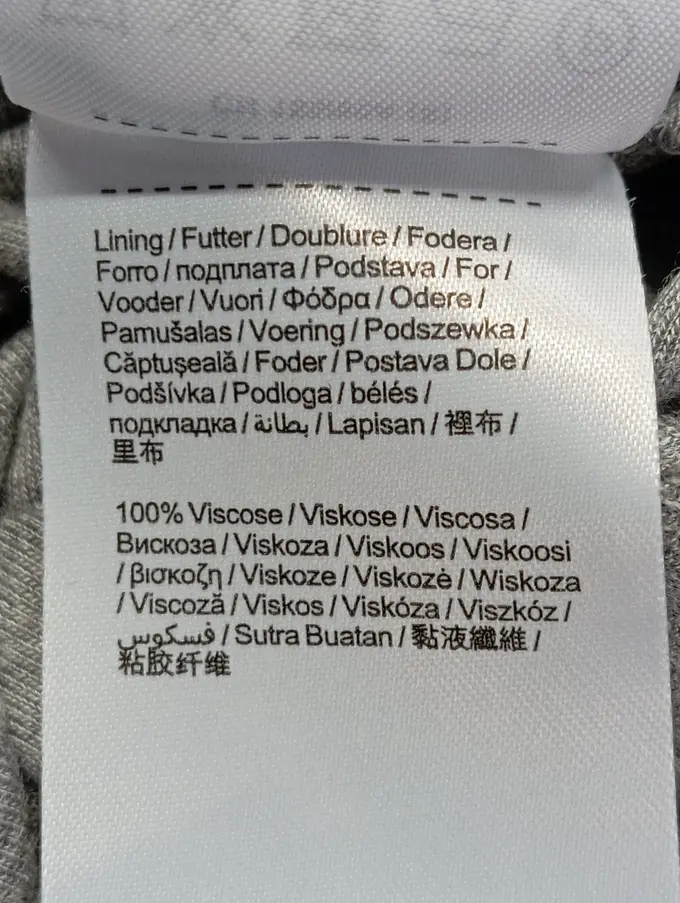 Lining / Futter / Doublure / Fodera /
Forro / подплата / Podstava / For /
Vooder / Vuori / Φόδρα / Odere /
Pamušalas / Voering / Podszewka /
Căptuşeală / Foder / Postava Dole /
Podšívka / Podloga / bélés /
подкладка / بطانة / Lapisan / 裡布 /
里布
100% Viscose / Viskose / Viscosa /
Вискоза / Viskoza / Viskoos / Viskoosi
/ βισκοζη / Viskoze / Viskozė / Wiskoza
/ Viscoză / Viskos / Viskóza / Viszkóz /
فسكوس / Sutra Buatan / 黏液纖維 /
粘胶纤维